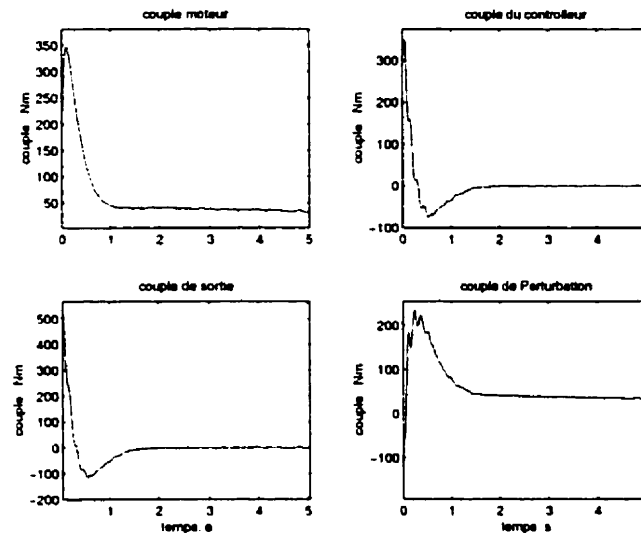 couple moteur
couple du controlleur
350
300
250
200
150
100
50
couple Nm
0 1 2 3 4 5
300
200
100
0
-100
couple Nm
0 1 2 3 4
couple de sortie
couple de Perturbation
500
400
300
200
100
0
-100
-200
couple Nm
0 1 2 3 4 5
temps. s
200
100
0
-100
couple Nm
0 1 2 3 4
temps s